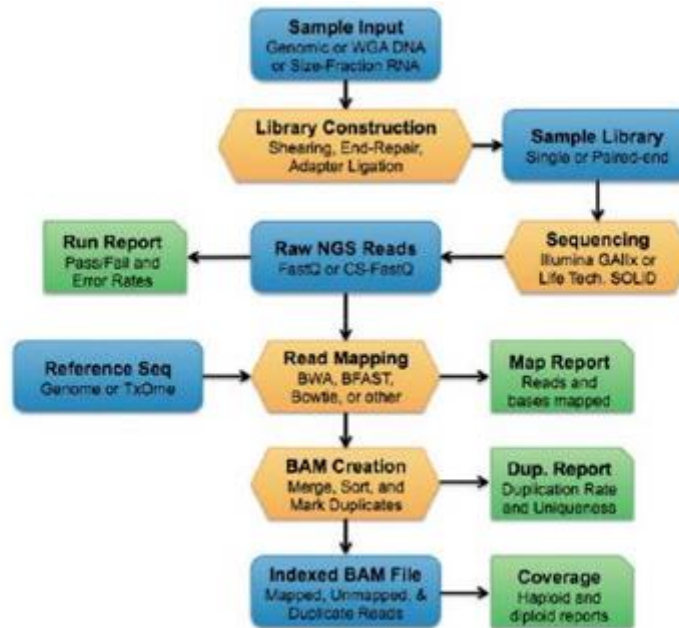 Sample Input
Genomic or WGA DNA
or Size-Fraction RNA
Library Construction
Shearing, End-Repair,
Adapter Ligation
Sample Library
Single or Paired-end
Run Report
Pass/Fail and
Error Rates
Raw NGS Reads
FastQ or CS-FastQ
Sequencing
Illumina GAIIx or
Life Tech. SOLiD
Reference Seq
Genome or TxOme
Read Mapping
BWA, BFAST,
Bowtie, or other
Map Report
Reads and
bases mapped
BAM Creation
Merge, Sort, and
Mark Duplicates
Dup. Report
Duplication Rate
and Uniqueness
Indexed BAM File
Mapped, Unmapped, &
Duplicate Reads
Coverage
Haploid and
diploid reports